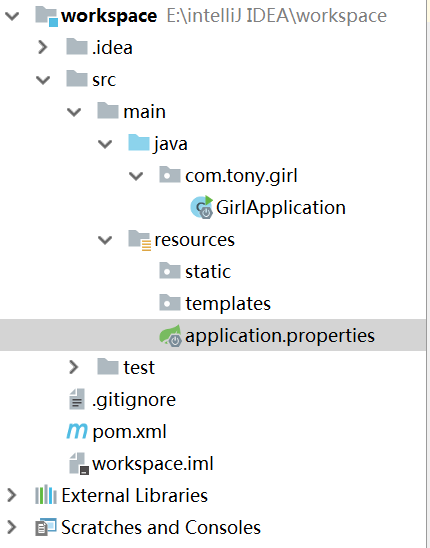 workspace E:\intelliJ IDEA\workspace
.idea
src
main
java
com.tony.girl
GirlApplication
resources
static
templates
application.properties
test
.gitignore
pom.xml
workspace.iml
External Libraries
Scratches and Consoles